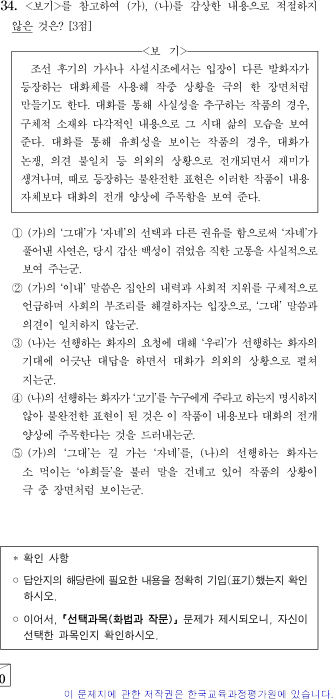 34. <보기>를 참고하여 (가), (나)를 감상한 내용으로 적절하지
않은 것은? [3점]
<보 기>
조선 후기의 가사나 사설시조에서는 입장이 다른 발화자가
등장하는 대화체를 사용해 작중 상황을 극의 한 장면처럼
만들기도 한다. 대화를 통해 사실성을 추구하는 작품의 경우,
구체적 소재와 다각적인 내용으로 그 시대 삶의 모습을 보여
준다. 대화를 통해 유희성을 보이는 작품의 경우, 대화가
논쟁, 의견 불일치 등 의외의 상황으로 전개되면서 재미가
생겨나며, 때로 등장하는 불완전한 표현은 이러한 작품이 내용
자체보다 대화의 전개 양상에 주목함을 보여 준다.
① (가)의 ‘그대’가 ‘자네’의 선택과 다른 권유를 함으로써 ‘자네’가
풀어낸 사연은, 당시 갑산 백성이 겪었음 직한 고통을 사실적으로
보여 주는군.
② (가)의 ‘이내’ 말씀은 집안의 내력과 사회적 지위를 구체적으로
언급하며 사회의 부조리를 해결하자는 입장으로, ‘그대’ 말씀과
의견이 일치하지 않는군.
③ (나)는 선행하는 화자의 요청에 대해 ‘우리’가 선행하는 화자의
기대에 어긋난 대답을 하면서 대화가 의외의 상황으로 펼쳐
지는군.
④ (나)의 선행하는 화자가 ‘고기’를 누구에게 주라고 하는지 명시하지
않아 불완전한 표현이 된 것은 이 작품이 내용보다 대화의 전개
양상에 주목한다는 것을 드러내는군.
⑤ (가)의 ‘그대’는 길 가는 ‘자네’를, (나)의 선행하는 화자는
소 먹이는 ‘아희들’을 불러 말을 건네고 있어 작품의 상황이
극 중 장면처럼 보이는군.
* 확인 사항
○ 답안지의 해당란에 필요한 내용을 정확히 기입(표기)했는지 확인
하시오.
○ 이어서, 「선택과목(화법과 작문)」 문제가 제시되오니, 자신이
선택한 과목인지 확인하시오.
0
이 문제지에 관한 저작권은 한국교육과정평가원에 있습니다.